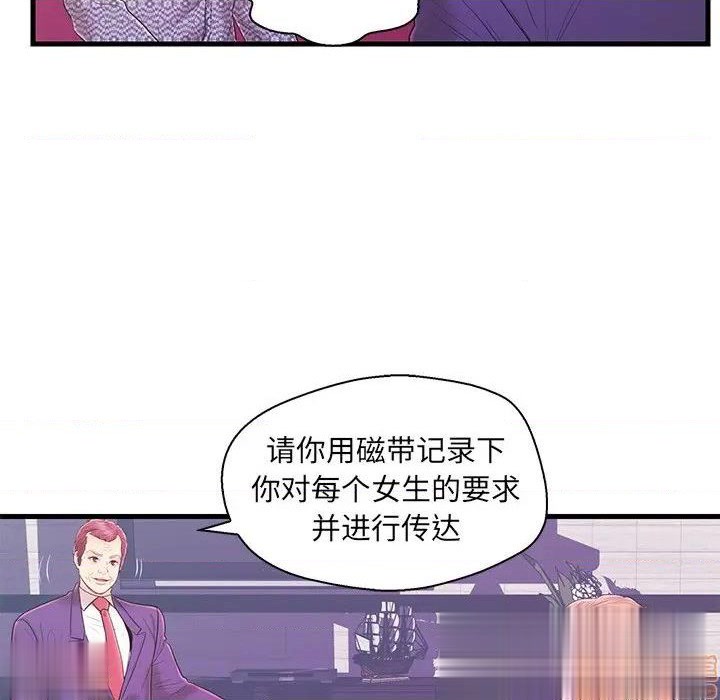 请你用磁带记录下
你对每个女生的要求
并进行传达